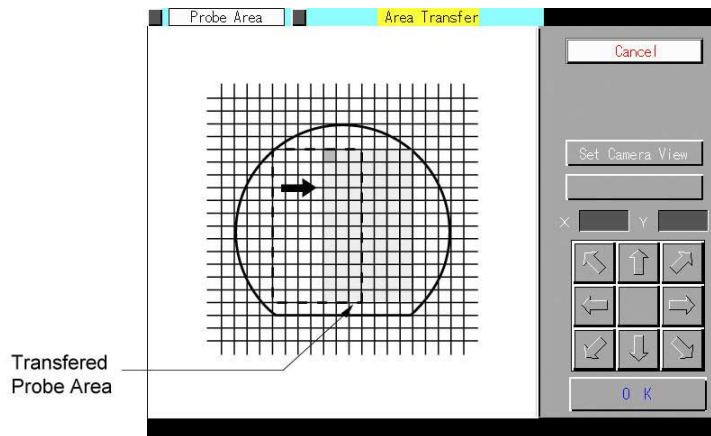 Probe Area
Area Transfer
Cancel
Set Camera View
X
Y
Transfered
Probe Area
O K